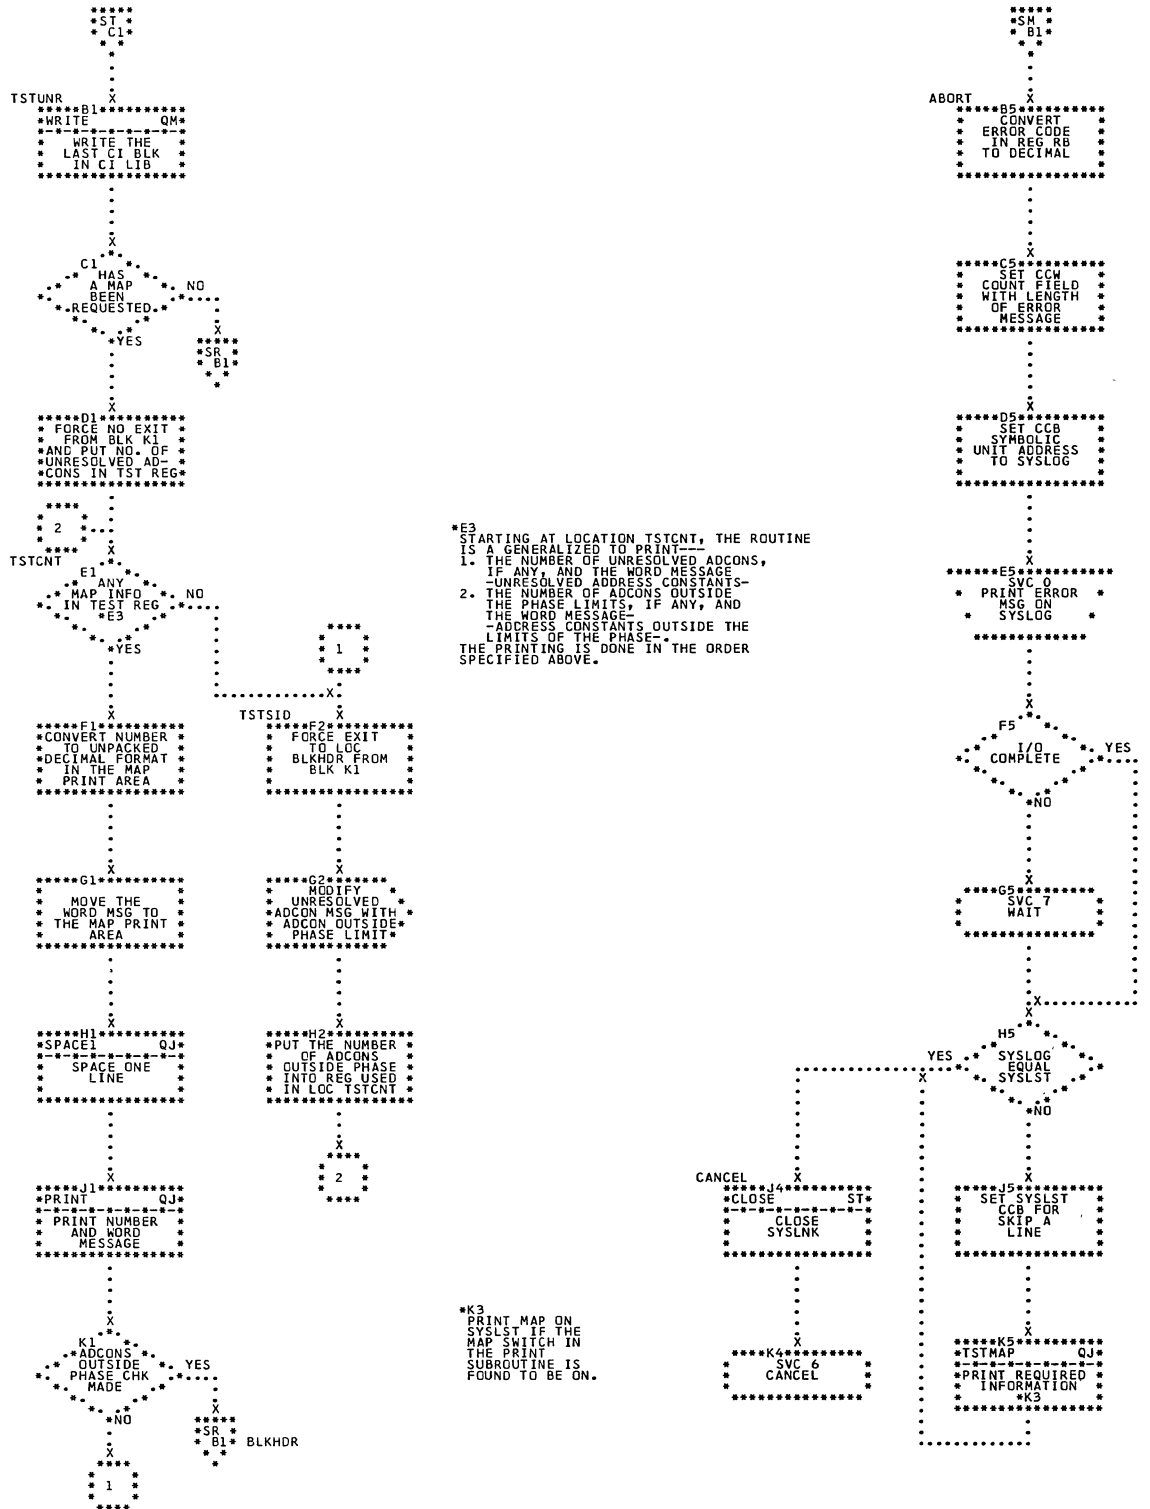 ST
C1
TSTUNR
B1
WRITE QM
WRITE THE
LAST CI BLK
IN CI LIB
C1
HAS
A MAP
BEEN
REQUESTED
NO
YES
SR
B1
D1
FORCE NO EXIT
FROM BLK K1
AND PUT NO. OF
UNRESOLVED AD-
CONS IN TST REG
2
TSTCNT
E1
ANY
MAP INFO
IN TEST REG
*E3
NO
YES
F1
CONVERT NUMBER
TO UNPACKED
DECIMAL FORMAT
IN THE MAP
PRINT AREA
G1
MOVE THE
WORD MSG TO
THE MAP PRINT
AREA
H1
SPACE1 QJ
SPACE ONE
LINE
J1
PRINT QJ
PRINT NUMBER
AND WORD
MESSAGE
K1
ADCONS
OUTSIDE
PHASE CHK
MADE
YES
NO
SR
B1
BLKHDR
1
1
TSTSID
F2
FORCE EXIT
TO LOC
BLKHDR FROM
BLK K1
G2
MODIFY
UNRESOLVED
ADCON MSG WITH
ADCON OUTSIDE
PHASE LIMIT
H2
PUT THE NUMBER
OF ADCONS
OUTSIDE PHASE
INTO REG USED
IN LOC TSTCNT
2
*E3
STARTING AT LOCATION TSTCNT, THE ROUTINE
IS A GENERALIZED TO PRINT---
1. THE NUMBER OF UNRESOLVED ADCONS,
IF ANY, AND THE WORD MESSAGE
-UNRESOLVED ADDRESS CONSTANTS-
2. THE NUMBER OF ADCONS OUTSIDE
THE PHASE LIMITS, IF ANY, AND
THE WORD MESSAGE-
-ADDRESS CONSTANTS OUTSIDE THE
LIMITS OF THE PHASE-.
THE PRINTING IS DONE IN THE ORDER
SPECIFIED ABOVE.
*K3
PRINT MAP ON
SYSLST IF THE
MAP SWITCH IN
THE PRINT
SUBROUTINE IS
FOUND TO BE ON.
SM
B1
ABORT
B5
CONVERT
ERROR CODE
IN REG RB
TO DECIMAL
C5
SET CCW
COUNT FIELD
WITH LENGTH
OF ERROR
MESSAGE
D5
SET CCB
SYMBOLIC
UNIT ADDRESS
TO SYSLOG
E5
SVC 0
PRINT ERROR
MSG ON
SYSLOG
F5
I/O
COMPLETE
YES
NO
G5
SVC 7
WAIT
H5
SYSLOG
EQUAL
SYSLST
YES
NO
CANCEL
J4
CLOSE ST
CLOSE
SYSLNK
K4
SVC 6
CANCEL
J5
SET SYSLST
CCB FOR
SKIP A
LINE
K5
TSTMAP QJ
PRINT REQUIRED
INFORMATION
*K3